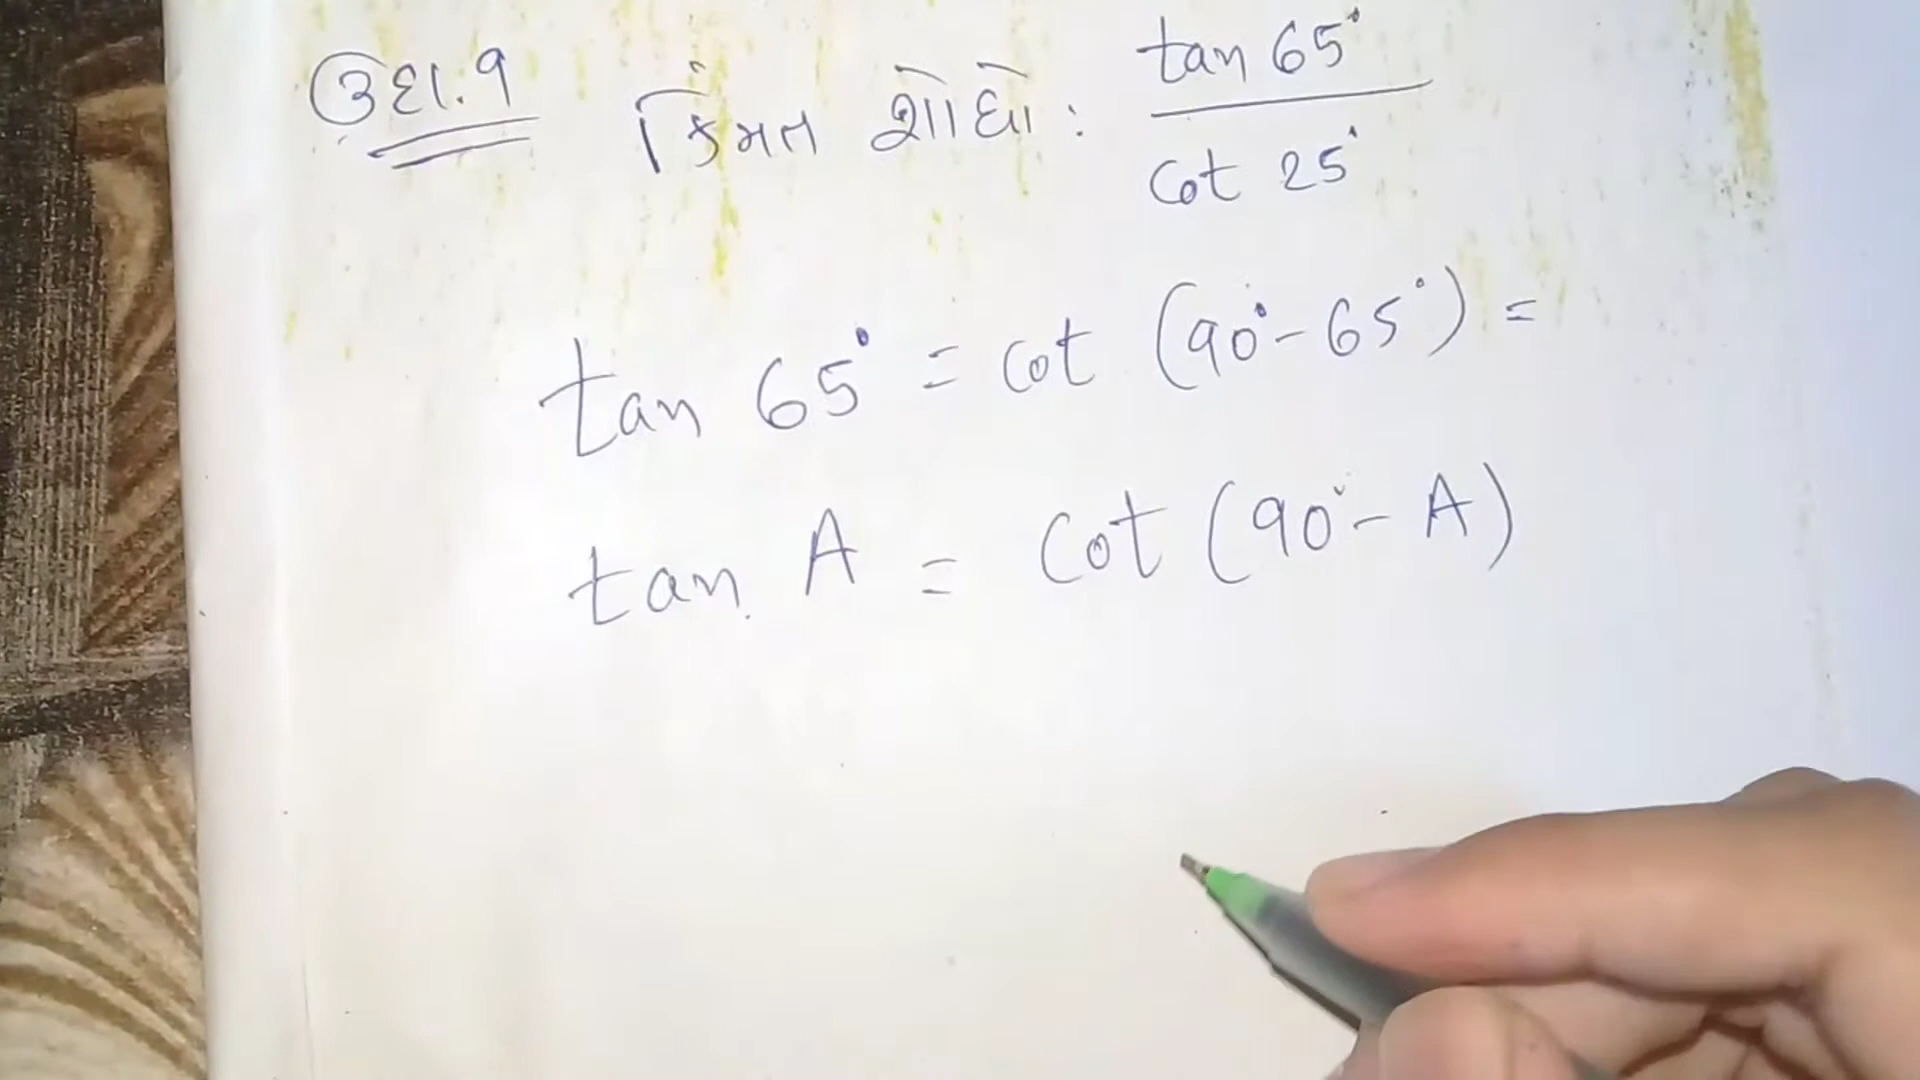 ઉદા.૧ કિંમત શોધો : tan 65° / cot 25°
tan 65° = cot (90° - 65°) =
tan A = cot (90° - A)